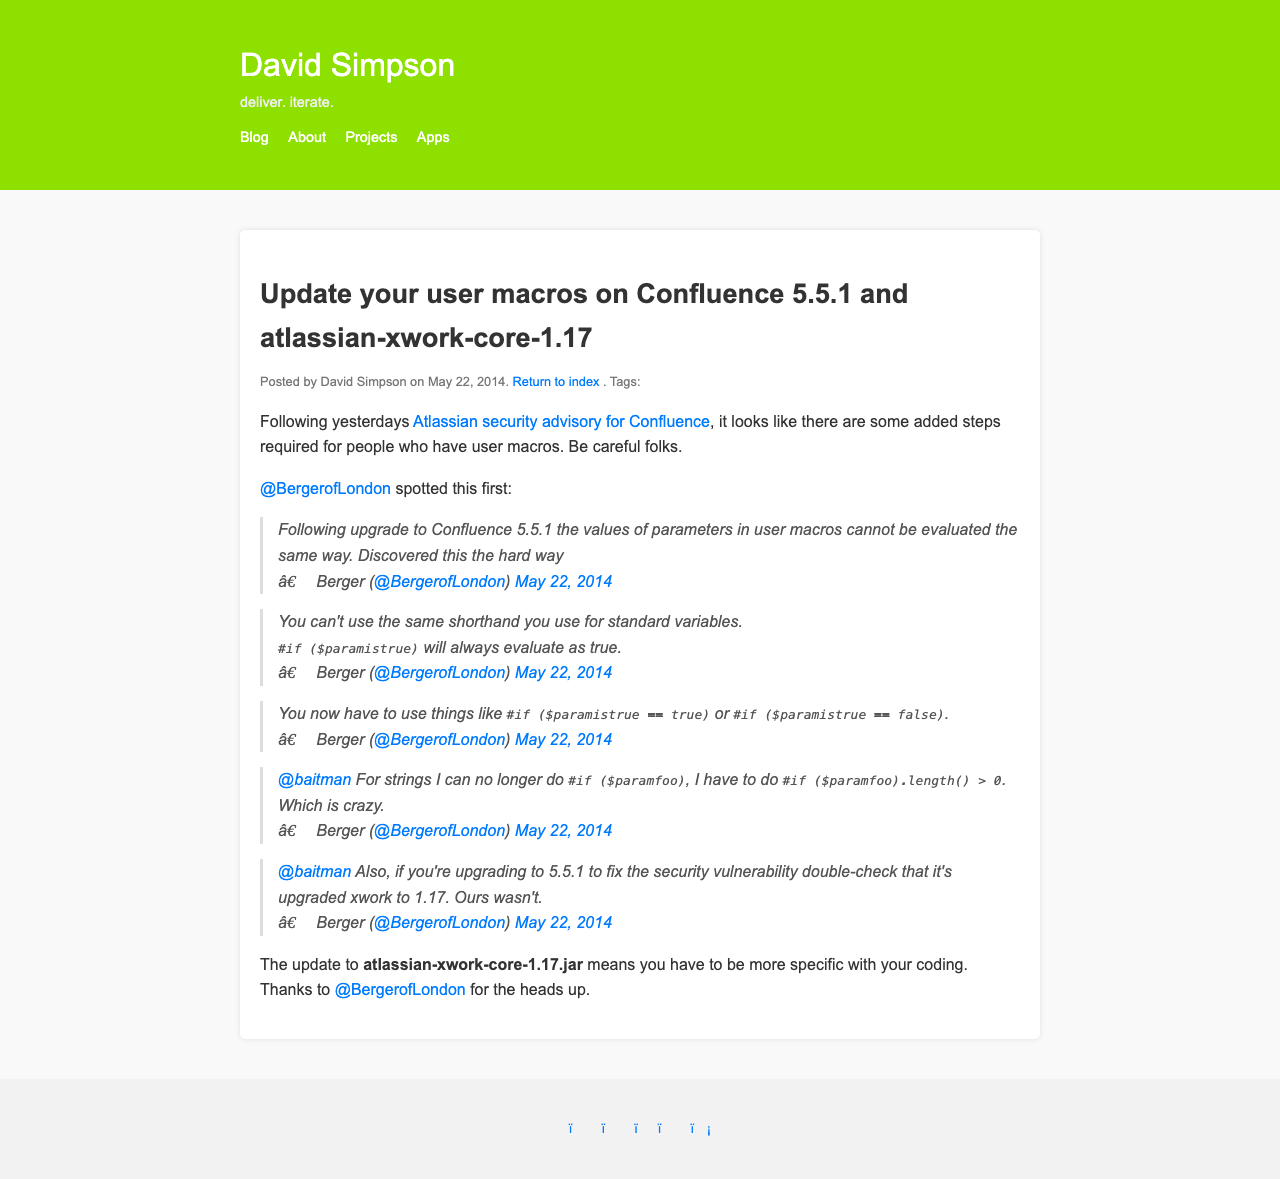 David Simpson
deliver. iterate.
Blog About Projects Apps
Update your user macros on Confluence 5.5.1 and
atlassian-xwork-core-1.17
Posted by David Simpson on May 22, 2014. Return to index . Tags:
Following yesterdays Atlassian security advisory for Confluence, it looks like there are some added steps
required for people who have user macros. Be careful folks.
@BergerofLondon spotted this first:
Following upgrade to Confluence 5.5.1 the values of parameters in user macros cannot be evaluated the
same way. Discovered this the hard way
â€ Berger (@BergerofLondon) May 22, 2014
You can't use the same shorthand you use for standard variables.
#if ($paramistrue) will always evaluate as true.
â€ Berger (@BergerofLondon) May 22, 2014
You now have to use things like #if ($paramistrue == true) or #if ($paramistrue == false).
â€ Berger (@BergerofLondon) May 22, 2014
@baitman For strings I can no longer do #if ($paramfoo), I have to do #if ($paramfoo).length() > 0.
Which is crazy.
â€ Berger (@BergerofLondon) May 22, 2014
@baitman Also, if you're upgrading to 5.5.1 to fix the security vulnerability double-check that it's
upgraded xwork to 1.17. Ours wasn't.
â€ Berger (@BergerofLondon) May 22, 2014
The update to atlassian-xwork-core-1.17.jar means you have to be more specific with your coding.
Thanks to @BergerofLondon for the heads up.
ï ï ï ï ï ¡